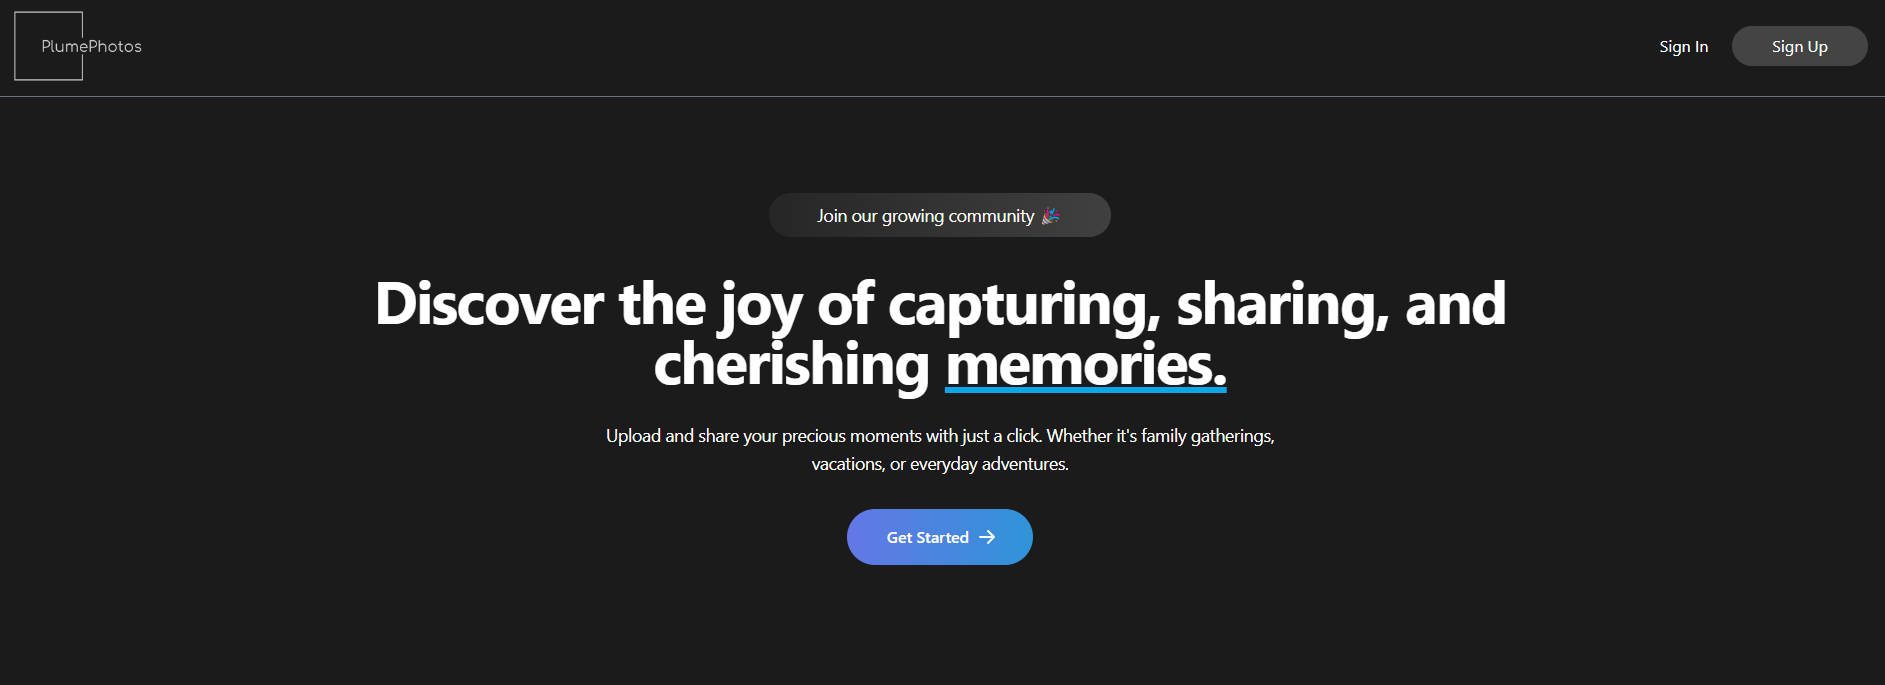 PlumePhotos
Sign In
Sign Up
Join our growing community 🎉
Discover the joy of capturing, sharing, and
cherishing memories.
Upload and share your precious moments with just a click. Whether it's family gatherings,
vacations, or everyday adventures.
Get Started →